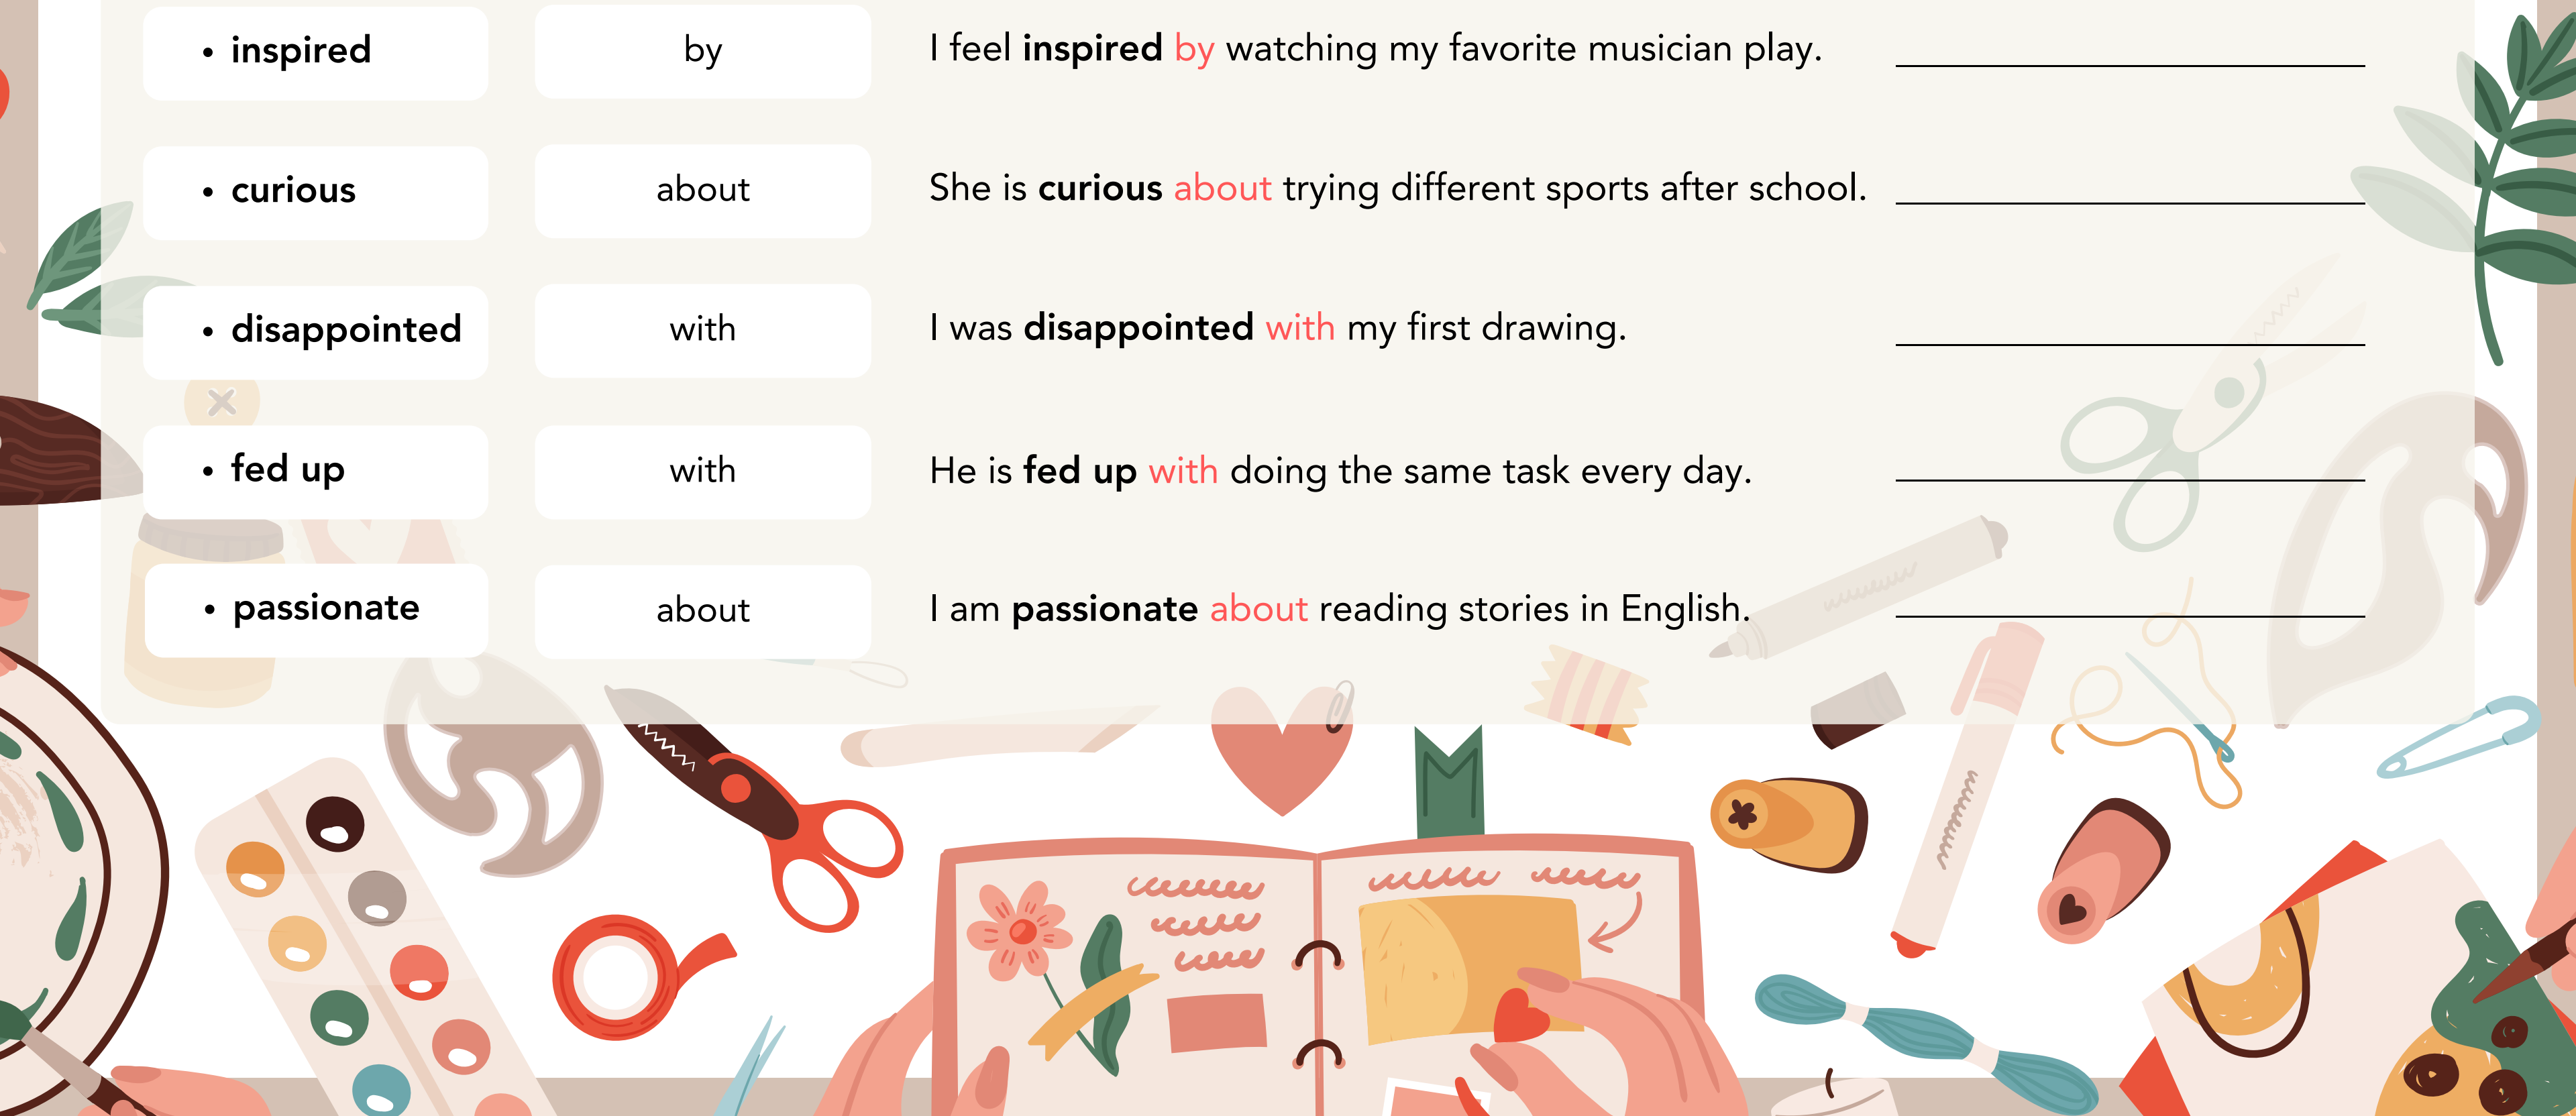 • inspired by I feel inspired by watching my favorite musician play.
• curious about She is curious about trying different sports after school.
• disappointed with I was disappointed with my first drawing.
• fed up with He is fed up with doing the same task every day.
• passionate about I am passionate about reading stories in English.